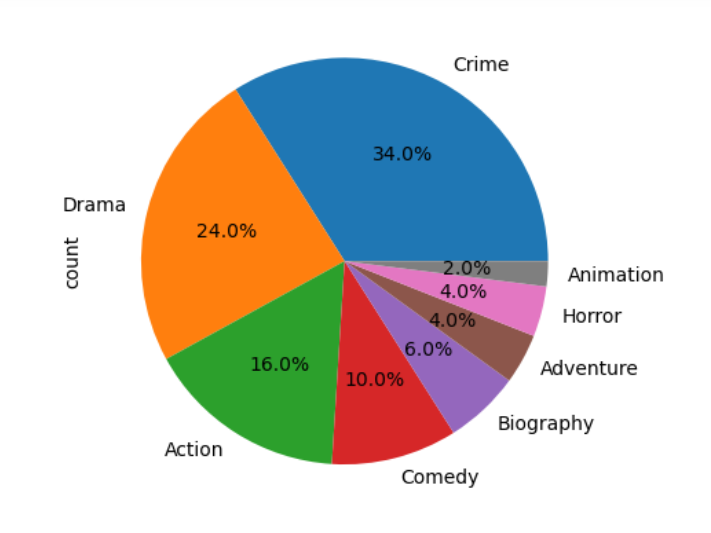 Crime
34.0%
Drama
24.0%
count
2.0%
Animation
4.0%
Horror
4.0%
Adventure
6.0%
Biography
16.0%
10.0%
Action
Comedy